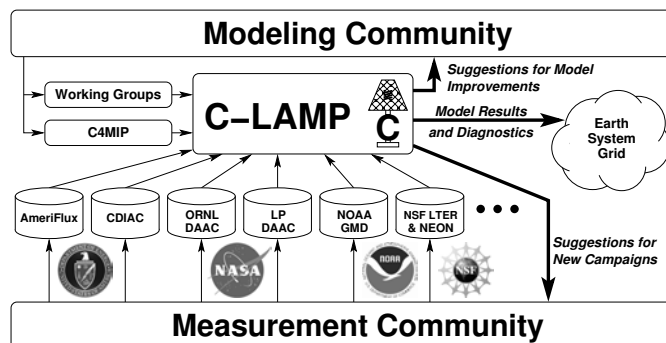 Modeling Community
Suggestions for Model
Improvements
Working Groups
C4MIP
C–LAMP
C
Model Results
and Diagnostics
Earth
System
Grid
AmeriFlux
CDIAC
ORNL
DAAC
LP
DAAC
NOAA
GMD
NSF LTER
& NEON
Suggestions for
New Campaigns
NASA
NOAA
NSF
Measurement Community